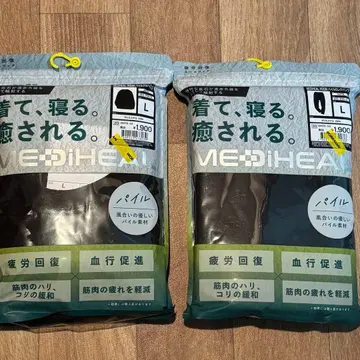 着て、寝る。
癒される。
MEDiHEAL
L
¥1,900
L
パイル
風合いの優しい
パイル素材
疲労回復
血行促進
筋肉のハリ、
コリの緩和
筋肉の疲れを軽減
着て、寝る。
癒される。
MEDiHEAL
L
¥1,900
パイル
風合いの優しい
パイル素材
疲労回復
血行促進
筋肉のハリ、
コリの緩和
筋肉の疲れを軽減